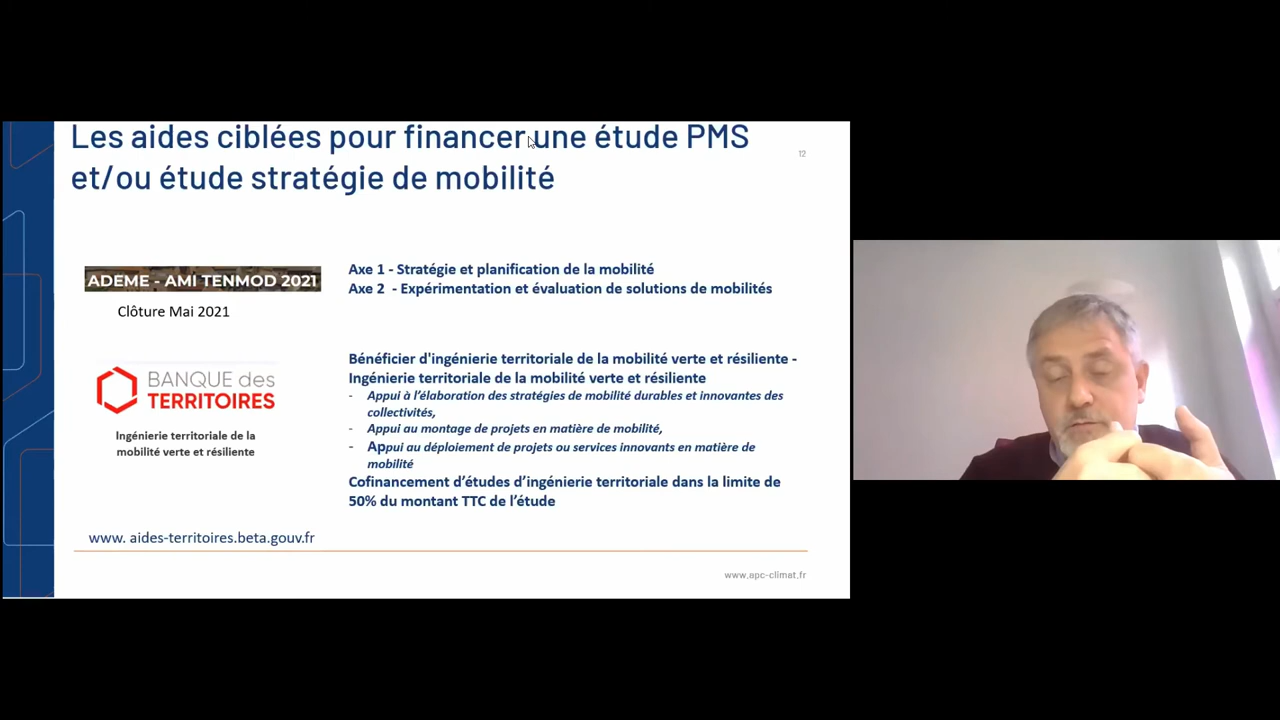 Les aides ciblées pour financer une étude PMS
et/ou étude stratégie de mobilité
12
ADEME - AMI TENMOD 2021
Clôture Mai 2021
Axe 1 - Stratégie et planification de la mobilité
Axe 2 - Expérimentation et évaluation de solutions de mobilités
BANQUE des
TERRITOIRES
Ingénierie territoriale de la
mobilité verte et résiliente
Bénéficier d'ingénierie territoriale de la mobilité verte et résiliente -
Ingénierie territoriale de la mobilité verte et résiliente
- Appui à l'élaboration des stratégies de mobilité durables et innovantes des
collectivités,
- Appui au montage de projets en matière de mobilité,
- Appui au déploiement de projets ou services innovants en matière de
mobilité
Cofinancement d'études d'ingénierie territoriale dans la limite de
50% du montant TTC de l'étude
www. aides-territoires.beta.gouv.fr
www.apc-climat.fr